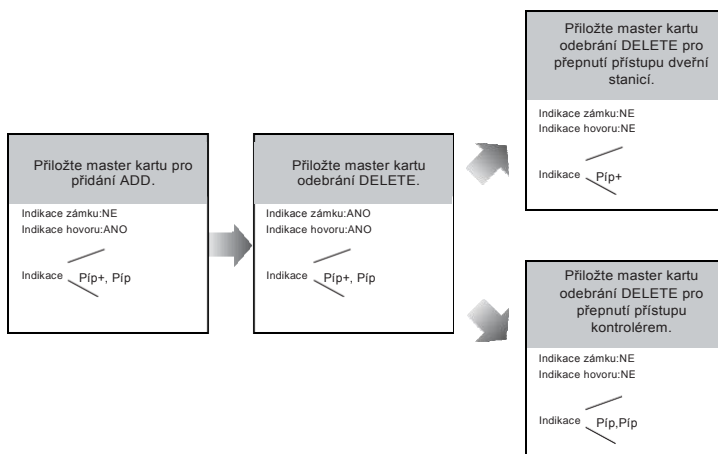 Přiložte master kartu pro
přidání ADD.
Indikace zámku:NE
Indikace hovoru:ANO
Indikace
Píp+, Píp
Přiložte master kartu
odebrání DELETE.
Indikace zámku:ANO
Indikace hovoru:ANO
Indikace
Píp+, Píp
Přiložte master kartu
odebrání DELETE pro
přepnutí přístupu dveřní
stanicí.
Indikace zámku:NE
Indikace hovoru:NE
Indikace
Píp+
Přiložte master kartu
odebrání DELETE pro
přepnutí přístupu
kontrolérem.
Indikace zámku:NE
Indikace hovoru:NE
Indikace
Píp,Píp